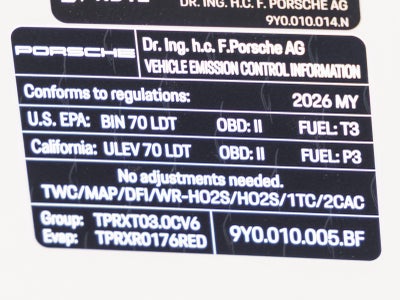 DR. ING. H.C. F. PORSCHE AG
9Y0.010.014.N
PORSCHE
Dr. Ing. h.c. F.Porsche AG
VEHICLE EMISSION CONTROL INFORMATION
Conforms to regulations: 2026 MY
U.S. EPA: BIN 70 LDT OBD: II FUEL: T3
California: ULEV 70 LDT OBD: II FUEL: P3
No adjustments needed.
TWC/MAP/DFI/WR-HO2S/HO2S/1TC/2CAC
Group: TPRXT03.0CV6
Evap: TPRXR0176RED
9Y0.010.005.BF